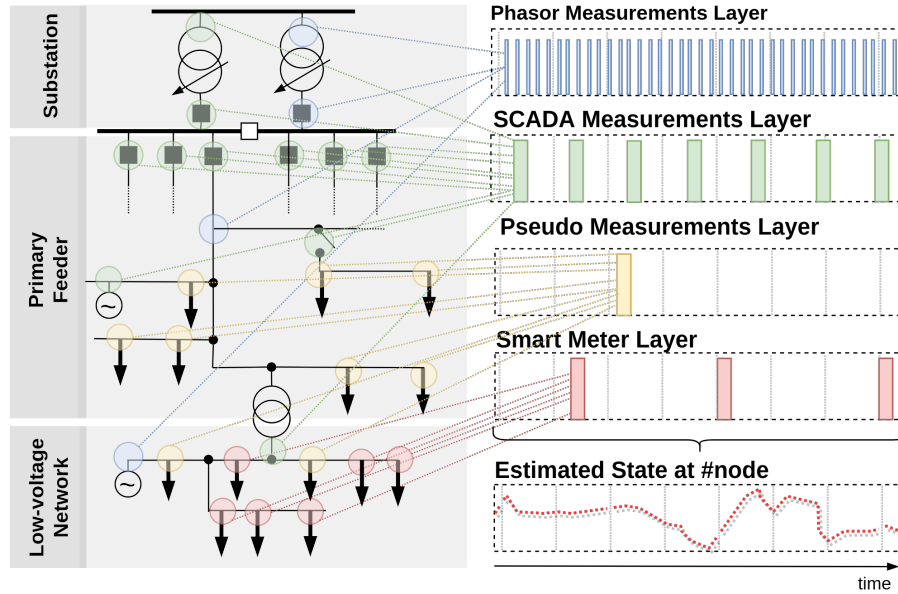 Substation
Primary
Feeder
Low-voltage
Network
~
~
Phasor Measurements Layer
SCADA Measurements Layer
Pseudo Measurements Layer
Smart Meter Layer
Estimated State at #node
time